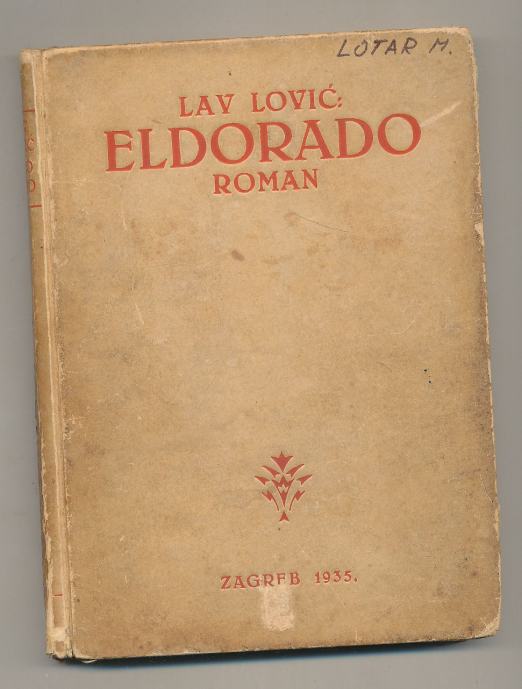 LOTAR M.
LAV LOVIĆ:
ELDORADO
ROMAN
ZAGREB 1935.